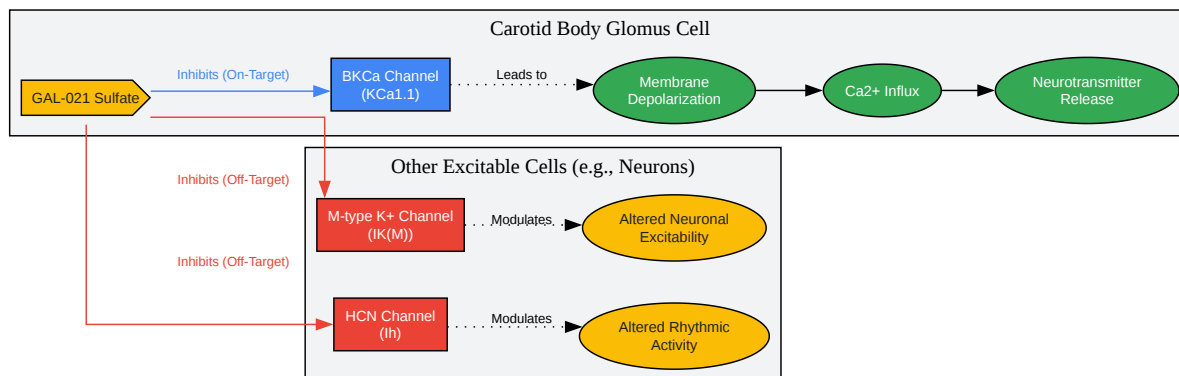 Carotid Body Glomus Cell
GAL-021 Sulfate
Inhibits (On-Target)
BKCa Channel
(KCa1.1)
Leads to
Membrane
Depolarization
Ca2+ Influx
Neurotransmitter
Release
Other Excitable Cells (e.g., Neurons)
Inhibits (Off-Target)
M-type K+ Channel
(IK(M))
Modulates
Altered Neuronal
Excitability
Inhibits (Off-Target)
HCN Channel
(Ih)
Modulates
Altered Rhythmic
Activity